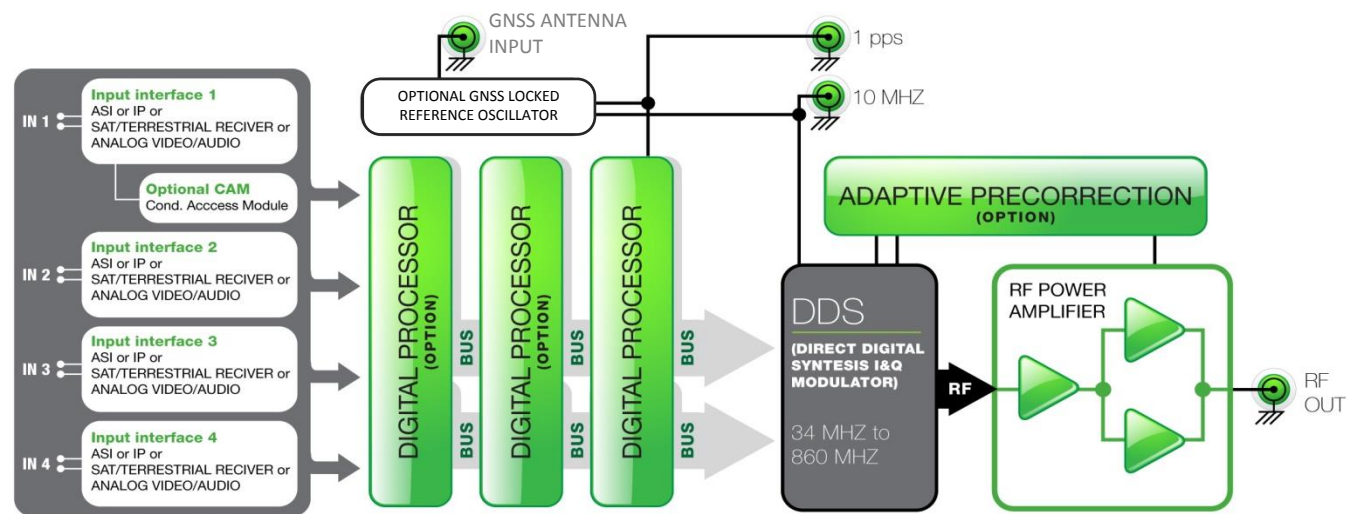 GNSS ANTENNA
INPUT
1 pps
OPTIONAL GNSS LOCKED
REFERENCE OSCILLATOR
10 MHZ
IN 1
Input interface 1
ASI or IP or
SAT/TERRESTRIAL RECIVER or
ANALOG VIDEO/AUDIO
Optional CAM
Cond. Acccess Module
IN 2
Input interface 2
ASI or IP or
SAT/TERRESTRIAL RECIVER or
ANALOG VIDEO/AUDIO
IN 3
Input interface 3
ASI or IP or
SAT/TERRESTRIAL RECIVER or
ANALOG VIDEO/AUDIO
IN 4
Input interface 4
ASI or IP or
SAT/TERRESTRIAL RECIVER or
ANALOG VIDEO/AUDIO
DIGITAL PROCESSOR
(OPTION)
BUS
BUS
DIGITAL PROCESSOR
(OPTION)
BUS
BUS
DIGITAL PROCESSOR
BUS
BUS
ADAPTIVE PRECORRECTION
(OPTION)
DDS
(DIRECT DIGITAL
SYNTESIS I&Q
MODULATOR)
34 MHZ to
860 MHZ
RF
RF POWER
AMPLIFIER
RF
OUT